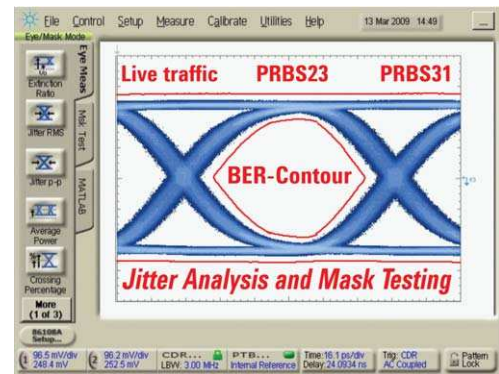 File Control Setup Measure Calibrate Utilities Help 13 Mar 2009 14:49
Eye/Mask Mode
Eye Meas
Msk Test
MATLAB
Extinction
Ratio
Jitter RMS
Jitter p-p
Average
Power
Crossing
Percentage
More
(1 of 3)
Live traffic PRBS23 PRBS31
BER-Contour
Jitter Analysis and Mask Testing
86108A
Setup...
1 96.5 mV/div
248.4 mV
2 96.2 mV/div
252.5 mV
CDR...
LBW: 3.00 MHz
PTB...
Internal Reference
Time:16.1 ps/div
Delay:24.0934 ns
Trig: CDR
AC Coupled
Pattern
Lock